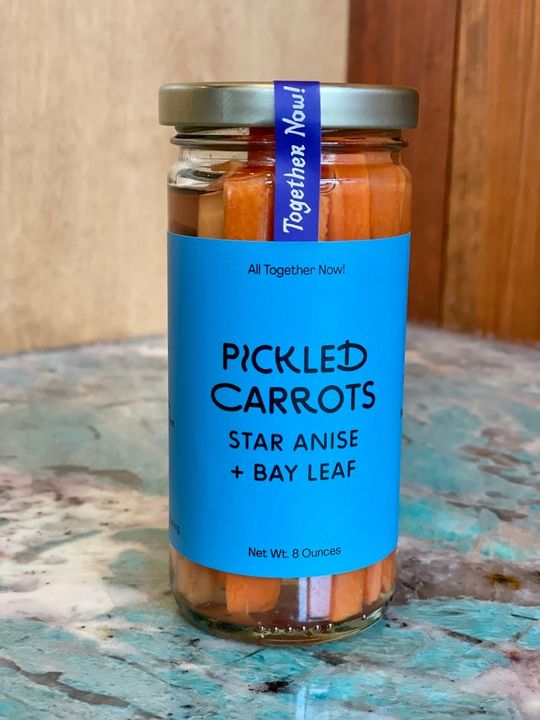 Together Now!
All Together Now!
PICKLED
CARROTS
STAR ANISE
+ BAY LEAF
Net Wt. 8 Ounces